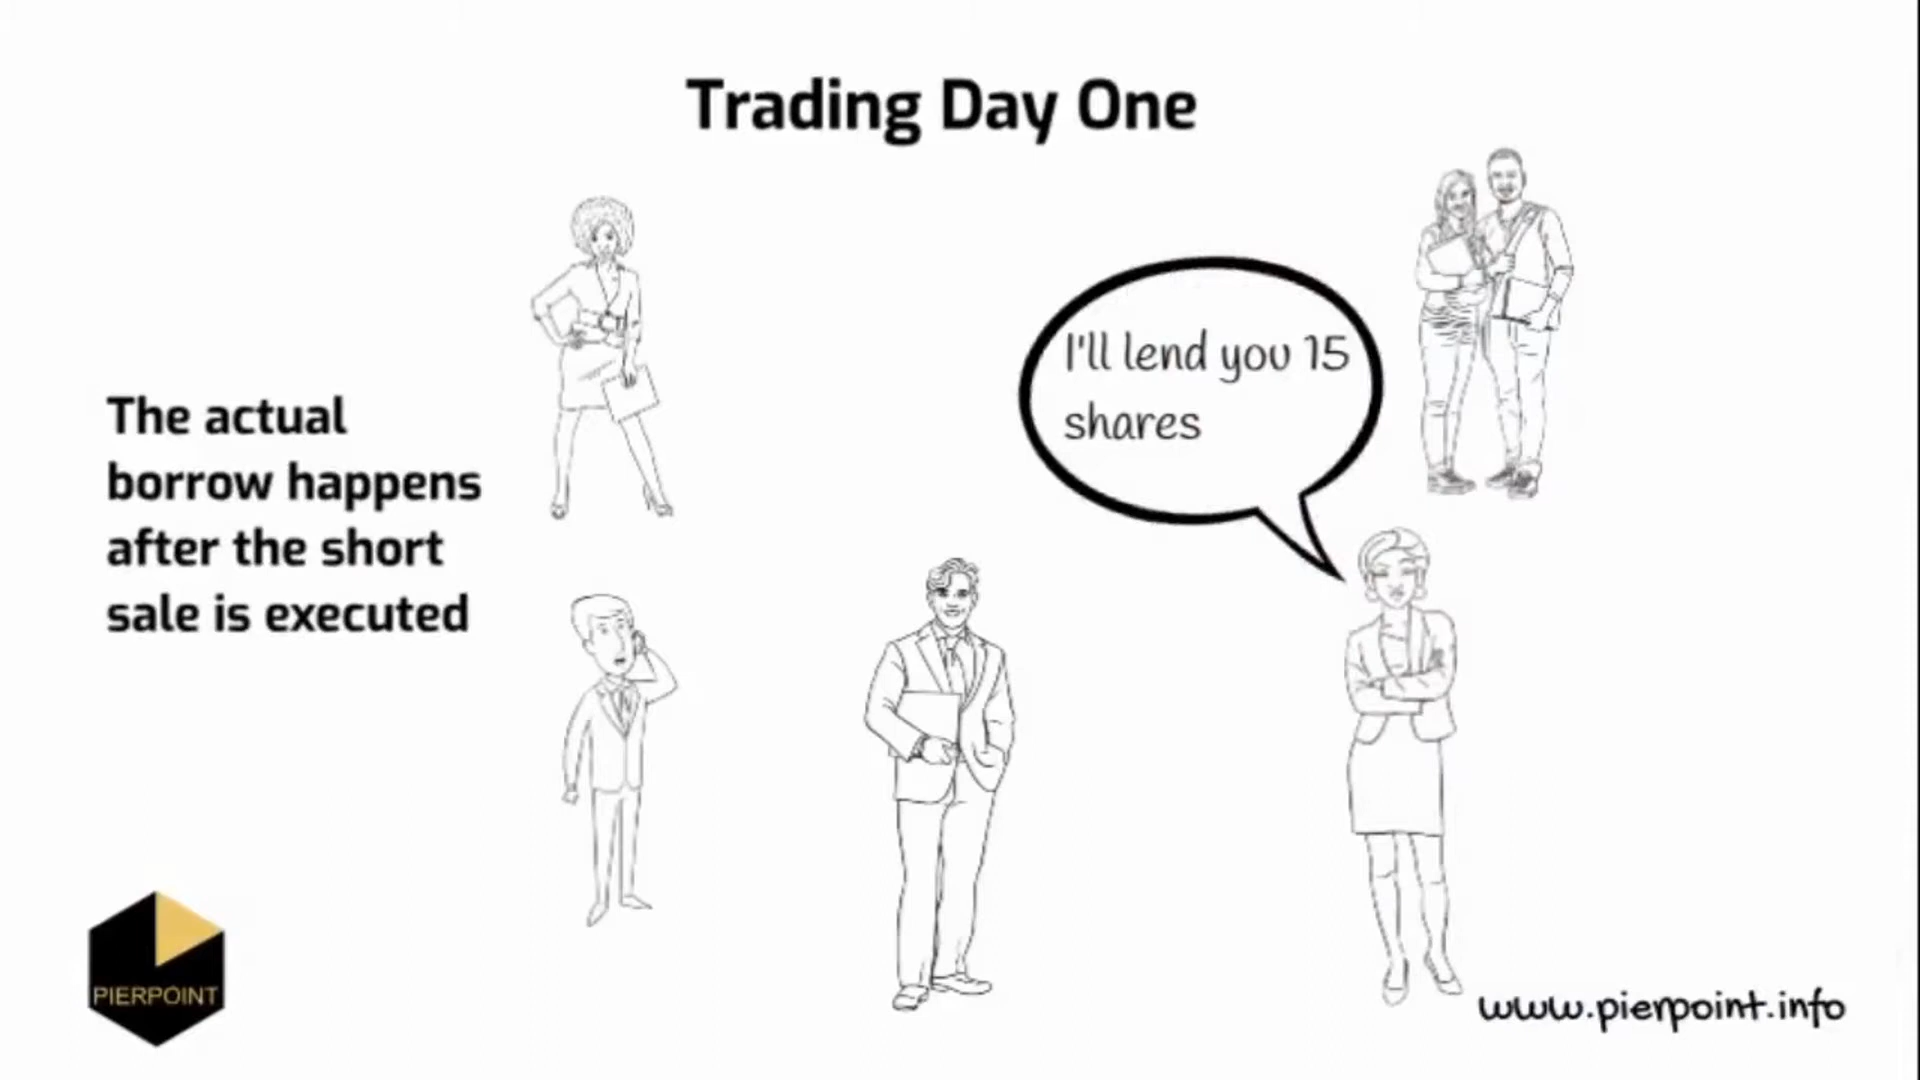 Trading Day One
I'll lend you 15
shares
The actual
borrow happens
after the short
sale is executed
PIERPOINT
www.pierpoint.info